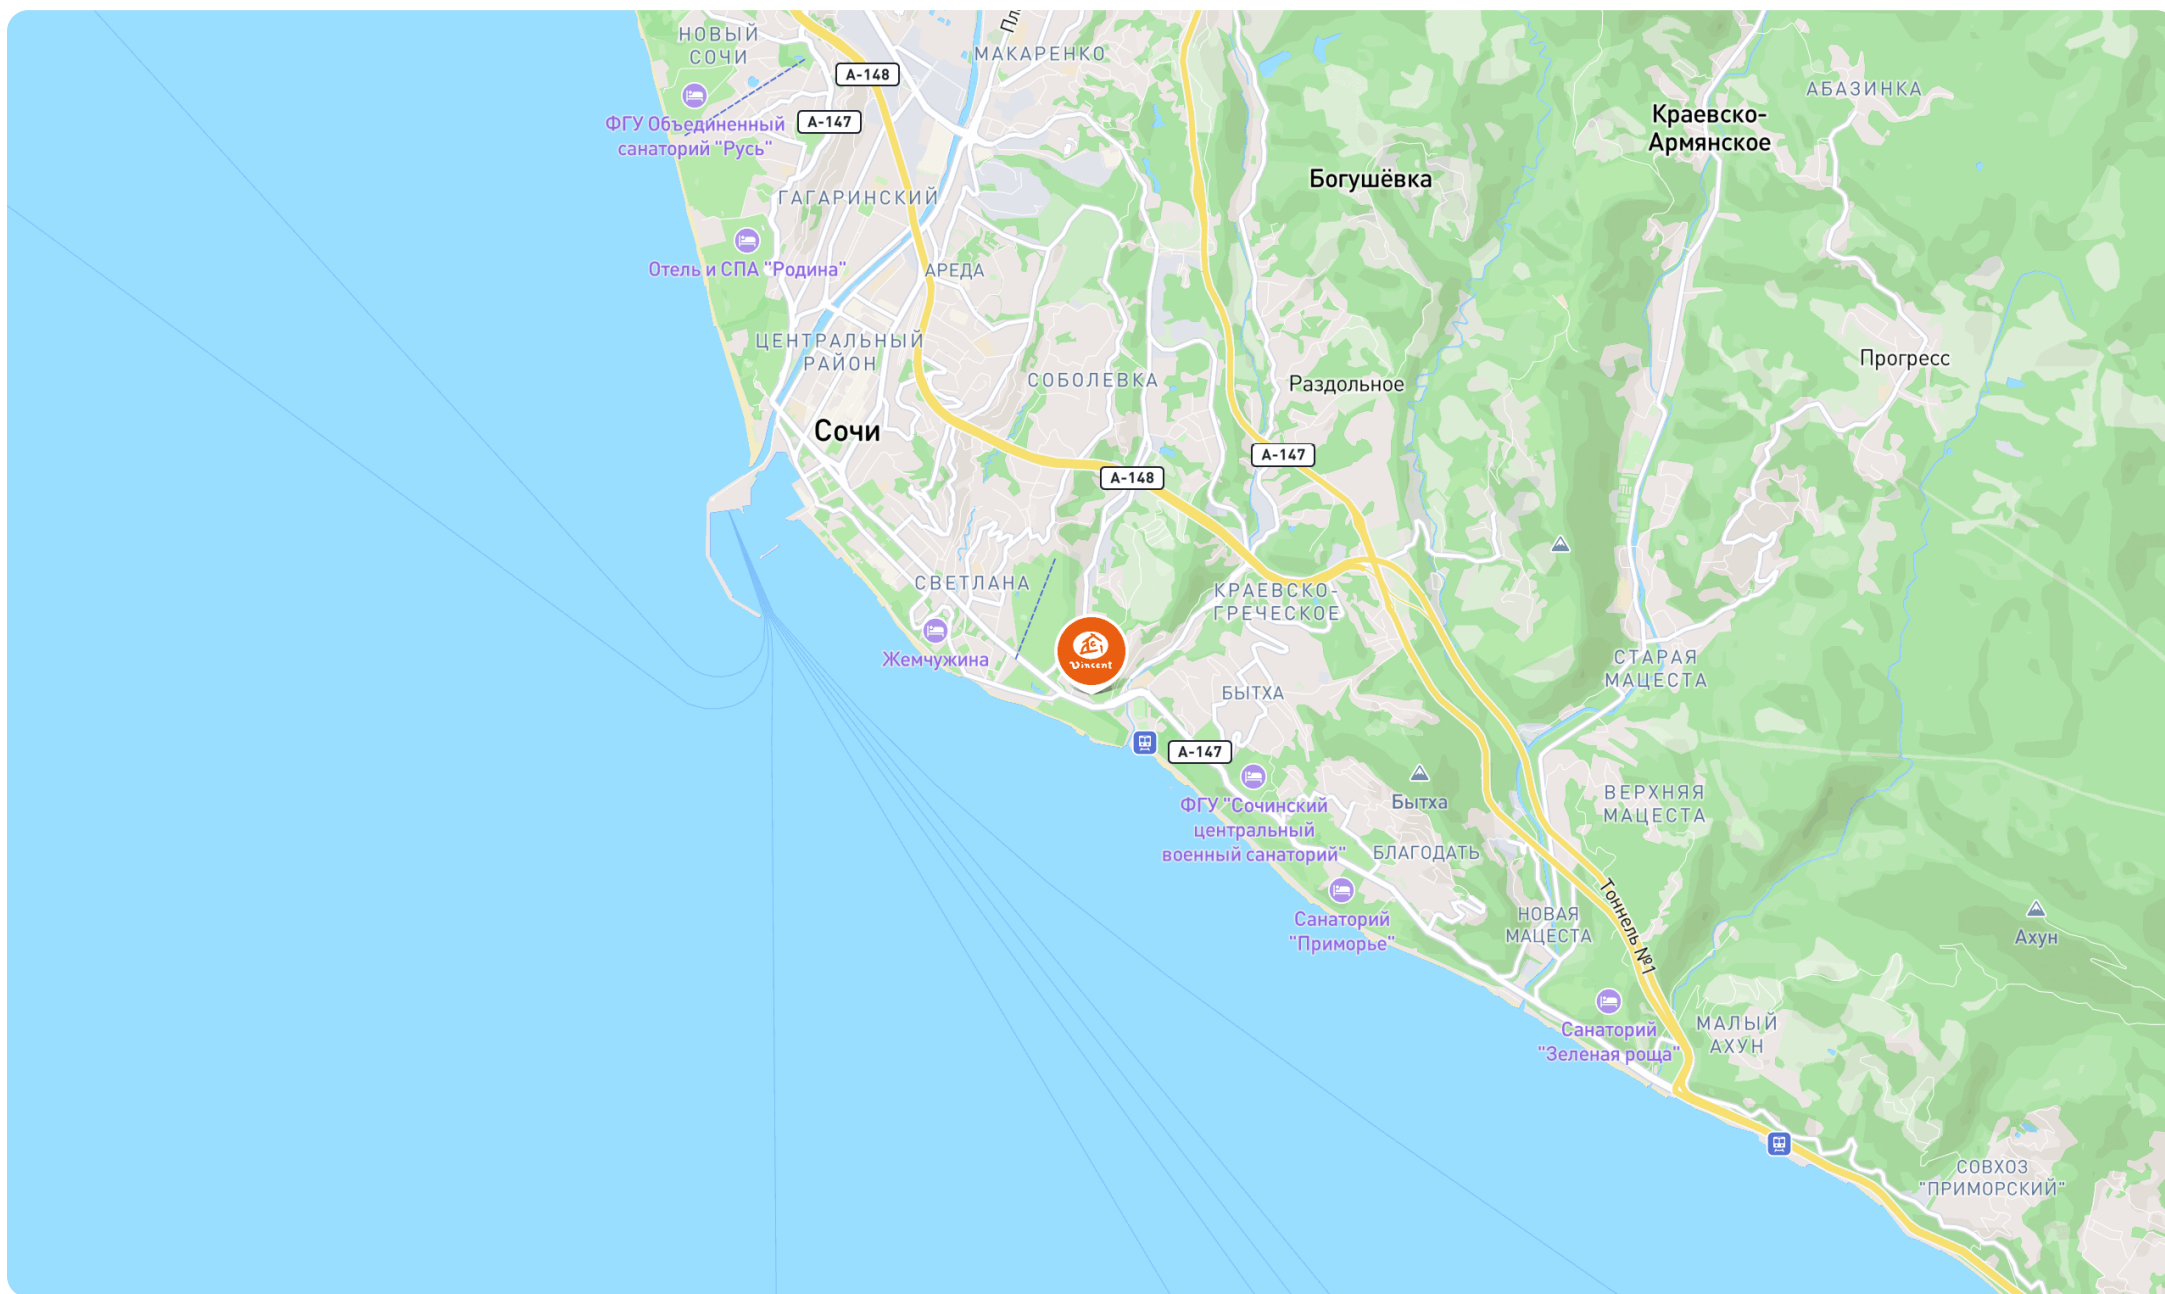 НОВЫЙ
СОЧИ
Пл
МАКАРЕНКО
А-148
АБАЗИНКА
А-147
ФГУ Объединенный
санаторий "Русь"
Краевско-
Армянское
Богушёвка
ГАГАРИНСКИЙ
Отель и СПА "Родина"
АРЕДА
ЦЕНТРАЛЬНЫЙ
РАЙОН
Прогресс
СОБОЛЕВКА
Раздольное
Сочи
А-147
А-148
СВЕТЛАНА
КРАЕВСКО-
ГРЕЧЕСКОЕ
Vincent
Жемчужина
СТАРАЯ
МАЦЕСТА
БЫТХА
А-147
ФГУ "Сочинский
центральный
военный санаторий"
Бытха
ВЕРХНЯЯ
МАЦЕСТА
БЛАГОДАТЬ
Санаторий
"Приморье"
НОВАЯ
МАЦЕСТА
Тоннель №1
Ахун
Санаторий
"Зеленая роща"
МАЛЫЙ
АХУН
СОВХОЗ
"ПРИМОРСКИЙ"